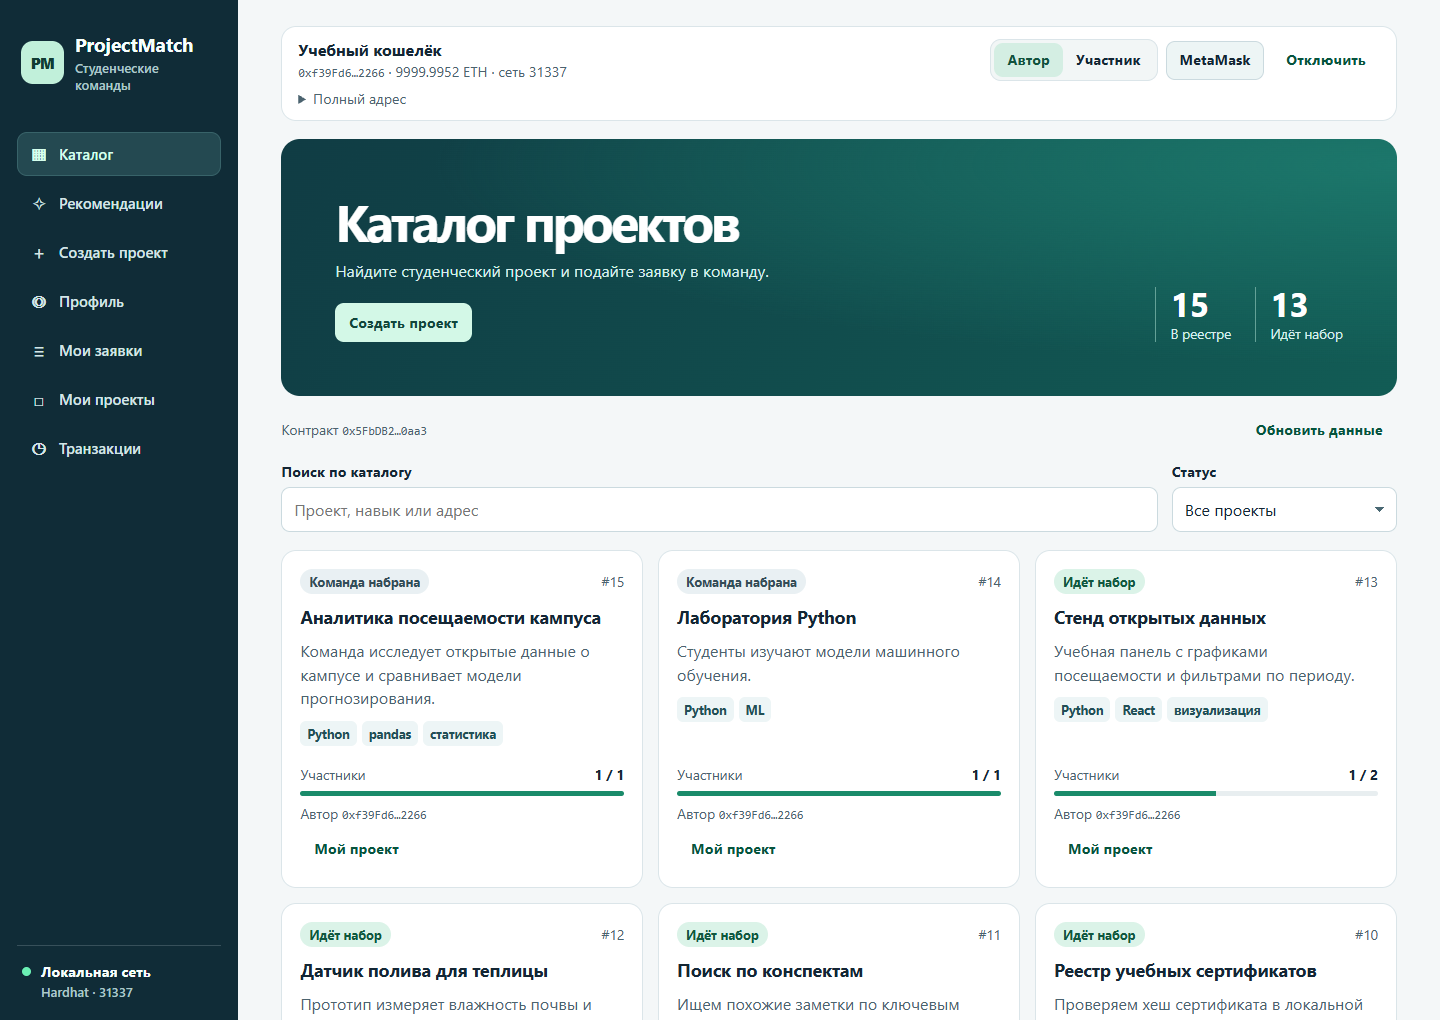 PM
ProjectMatch
Студенческие
команды
Каталог
Рекомендации
Создать проект
Профиль
Мои заявки
Мои проекты
Транзакции
Локальная сеть
Hardhat · 31337
Учебный кошелёк
0xf39Fd6…2266 · 9999.9952 ETH · сеть 31337
Полный адрес
Автор
Участник
MetaMask
Отключить
Каталог проектов
Найдите студенческий проект и подайте заявку в команду.
Создать проект
15
В реестре
13
Идёт набор
Контракт 0x5FbDB2…0aa3
Обновить данные
Поиск по каталогу
Проект, навык или адрес
Статус
Все проекты
Команда набрана #15
Аналитика посещаемости кампуса
Команда исследует открытые данные о
кампусе и сравнивает модели
прогнозирования.
Python pandas статистика
Участники 1 / 1
Автор 0xf39Fd6…2266
Мой проект
Команда набрана #14
Лаборатория Python
Студенты изучают модели машинного
обучения.
Python ML
Участники 1 / 1
Автор 0xf39Fd6…2266
Мой проект
Идёт набор #13
Стенд открытых данных
Учебная панель с графиками
посещаемости и фильтрами по периоду.
Python React визуализация
Участники 1 / 2
Автор 0xf39Fd6…2266
Мой проект
Идёт набор #12
Датчик полива для теплицы
Прототип измеряет влажность почвы и
Идёт набор #11
Поиск по конспектам
Ищем похожие заметки по ключевым
Идёт набор #10
Реестр учебных сертификатов
Проверяем хеш сертификата в локальной